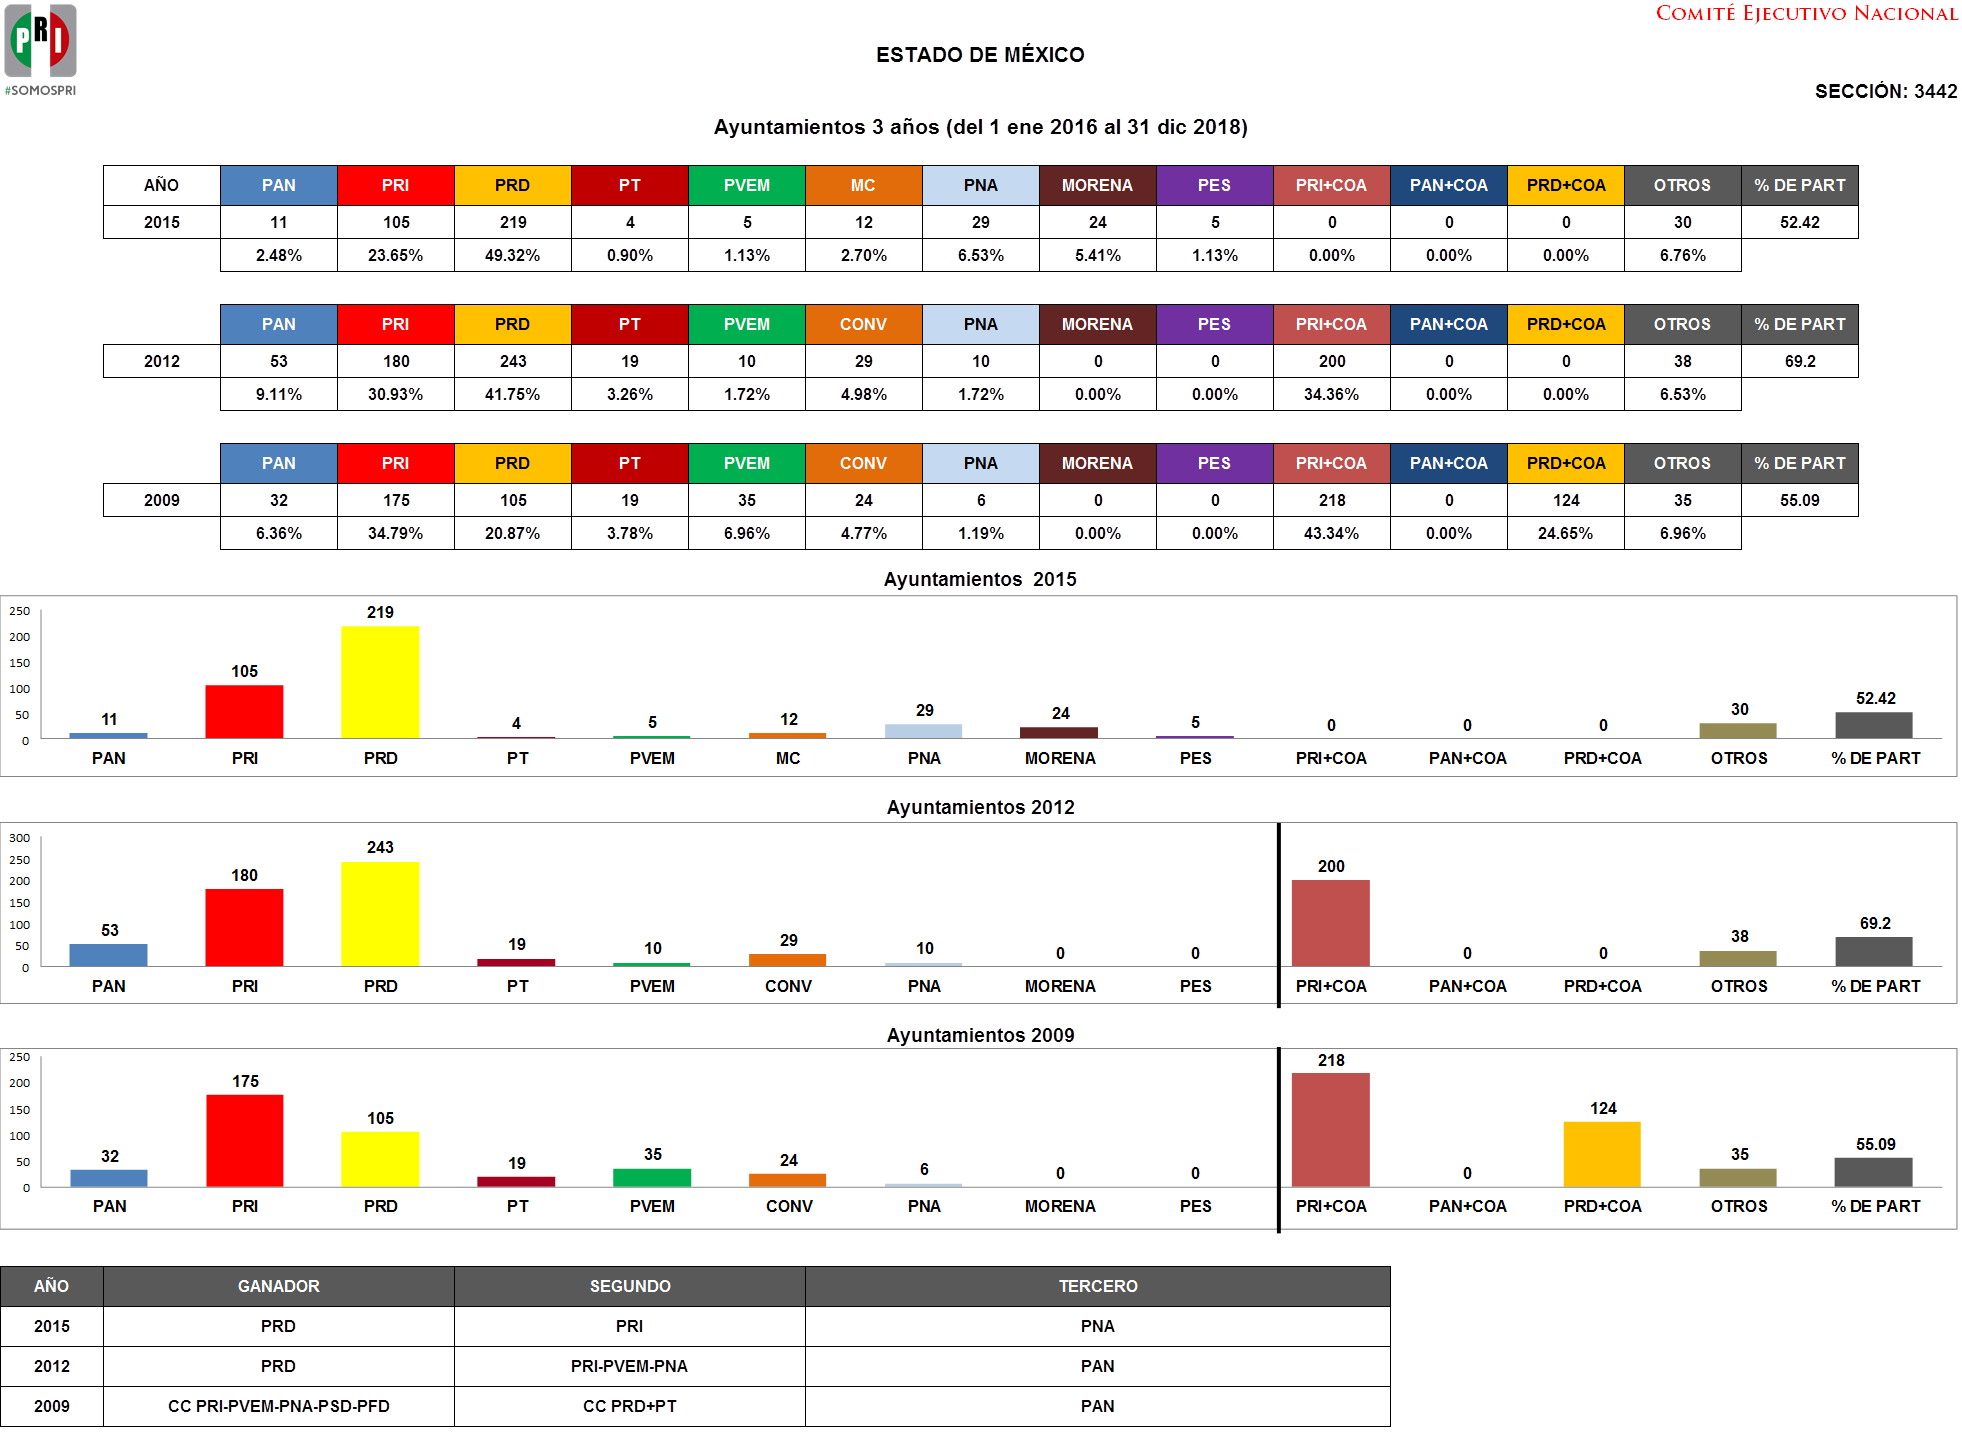 PRI
#SOMOSPRI
COMITÉ EJECUTIVO NACIONAL
ESTADO DE MÉXICO
SECCIÓN: 3442
Ayuntamientos 3 años (del 1 ene 2016 al 31 dic 2018)
AÑO PAN PRI PRD PT PVEM MC PNA MORENA PES PRI+COA PAN+COA PRD+COA OTROS % DE PART
2015 11 105 219 4 5 12 29 24 5 0 0 0 30 52.42
2.48% 23.65% 49.32% 0.90% 1.13% 2.70% 6.53% 5.41% 1.13% 0.00% 0.00% 0.00% 6.76%
PAN PRI PRD PT PVEM CONV PNA MORENA PES PRI+COA PAN+COA PRD+COA OTROS % DE PART
2012 53 180 243 19 10 29 10 0 0 200 0 0 38 69.2
9.11% 30.93% 41.75% 3.26% 1.72% 4.98% 1.72% 0.00% 0.00% 34.36% 0.00% 0.00% 6.53%
PAN PRI PRD PT PVEM CONV PNA MORENA PES PRI+COA PAN+COA PRD+COA OTROS % DE PART
2009 32 175 105 19 35 24 6 0 0 218 0 124 35 55.09
6.36% 34.79% 20.87% 3.78% 6.96% 4.77% 1.19% 0.00% 0.00% 43.34% 0.00% 24.65% 6.96%
Ayuntamientos 2015
250
200
150
100
50
0
11 105 219 4 5 12 29 24 5 0 0 0 30 52.42
PAN PRI PRD PT PVEM MC PNA MORENA PES PRI+COA PAN+COA PRD+COA OTROS % DE PART
Ayuntamientos 2012
300
250
200
150
100
50
0
53 180 243 19 10 29 10 0 0 200 0 0 38 69.2
PAN PRI PRD PT PVEM CONV PNA MORENA PES PRI+COA PAN+COA PRD+COA OTROS % DE PART
Ayuntamientos 2009
250
200
150
100
50
0
32 175 105 19 35 24 6 0 0 218 0 124 35 55.09
PAN PRI PRD PT PVEM CONV PNA MORENA PES PRI+COA PAN+COA PRD+COA OTROS % DE PART
AÑO GANADOR SEGUNDO TERCERO
2015 PRD PRI PNA
2012 PRD PRI-PVEM-PNA PAN
2009 CC PRI-PVEM-PNA-PSD-PFD CC PRD+PT PAN